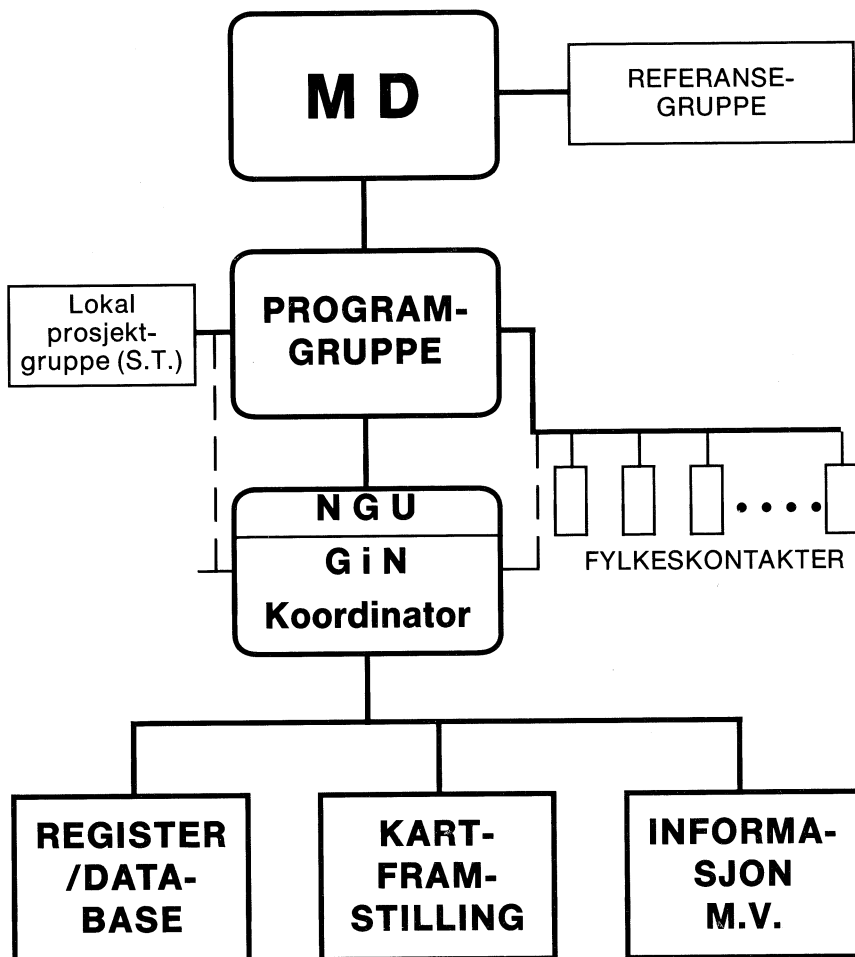 M D
REFERANSE-
GRUPPE
Lokal
prosjekt-
gruppe (S.T.)
PROGRAM-
GRUPPE
N G U
G i N
Koordinator
FYLKESKONTAKTER
REGISTER
/DATA-
BASE
KART-
FRAM-
STILLING
INFORMA-
SJON
M.V.